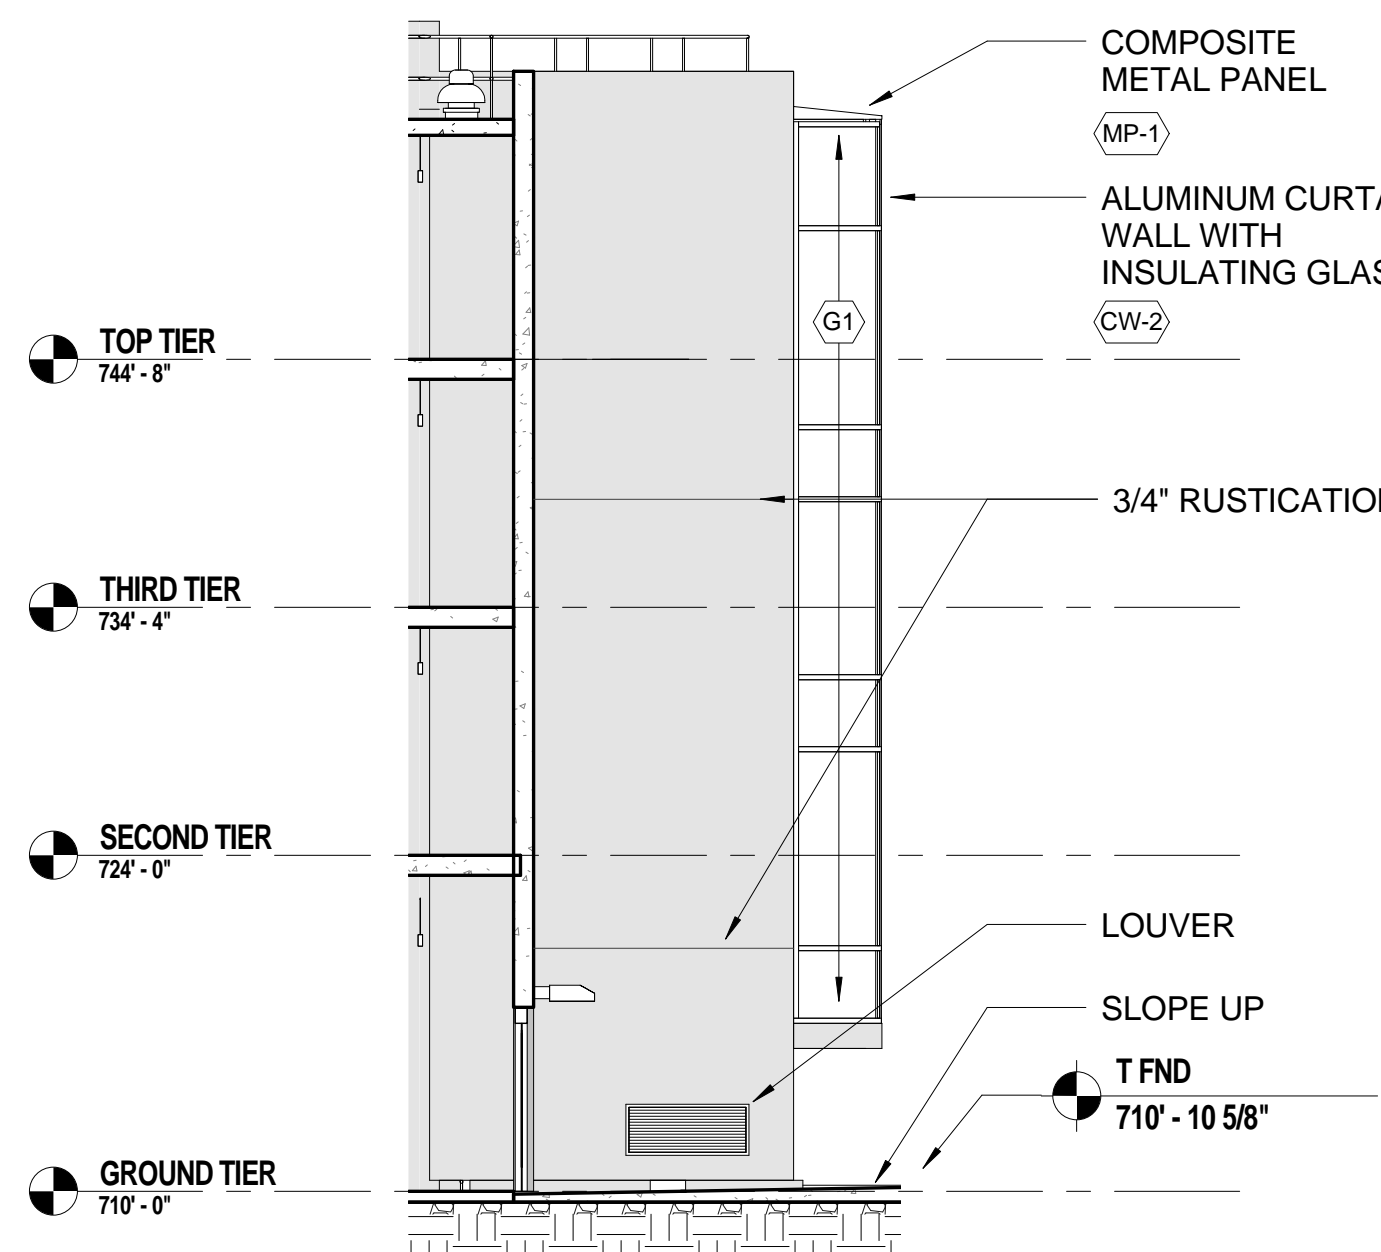 COMPOSITE
METAL PANEL
MP-1
ALUMINUM CURTA
WALL WITH
INSULATING GLAS
CW-2
G1
TOP TIER
744' - 8"
3/4" RUSTICATION
THIRD TIER
734' - 4"
SECOND TIER
724' - 0"
LOUVER
SLOPE UP
T FND
710' - 10 5/8"
GROUND TIER
710' - 0"